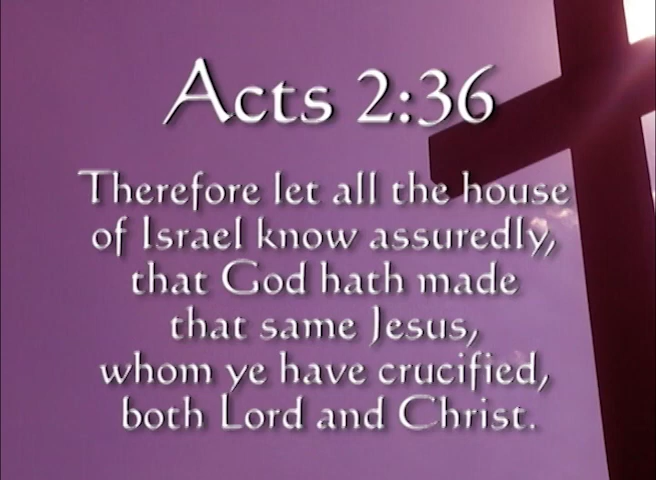 Acts 2:36
Therefore let all the house
of Israel know assuredly,
that God hath made
that same Jesus,
whom ye have crucified,
both Lord and Christ.